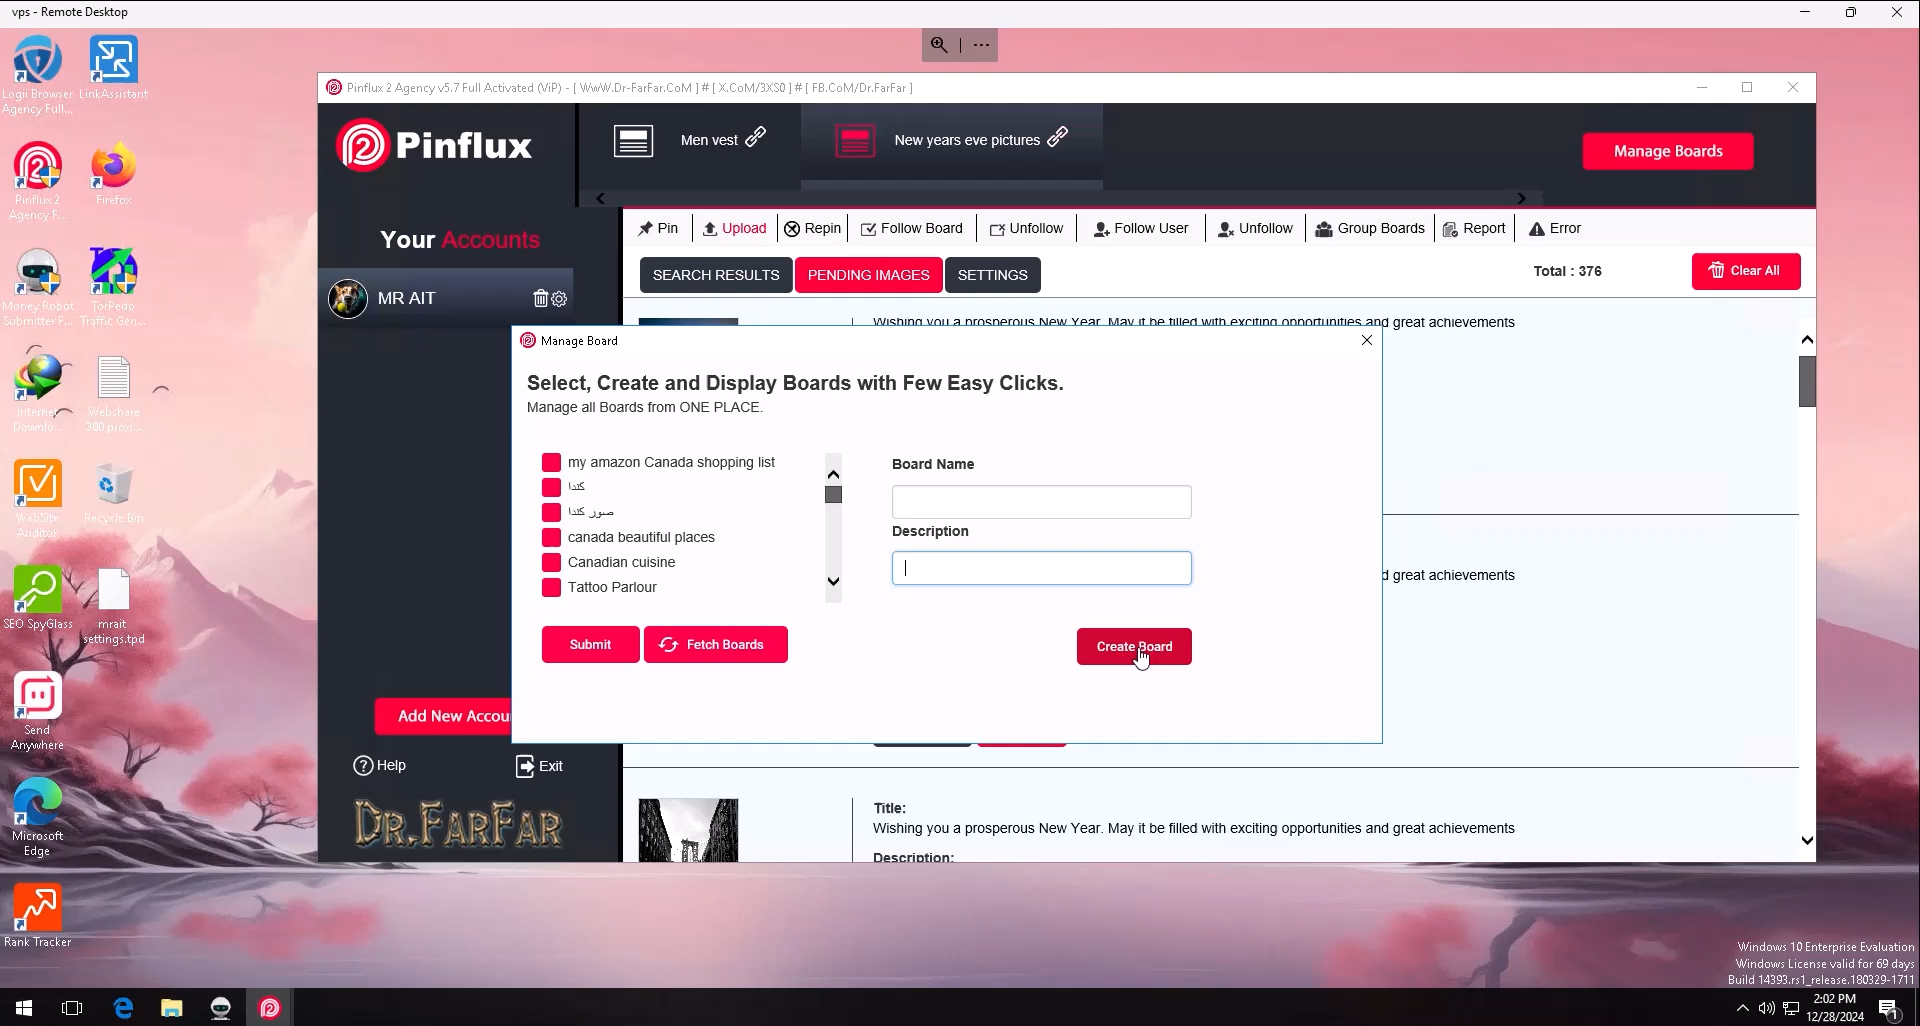 vps - Remote Desktop
Logii Browser
Agency Full...
LinkAssistant
Pinflux 2
Agency F...
Firefox
Money Robot
Submitter F...
TorPedo
Traffic Gen...
Internet
Downlo...
Webshare
300 proxi...
WebSite
Auditor
Recycle Bin
SEO SpyGlass
mrait
settings.tpd
Send
Anywhere
Microsoft
Edge
Rank Tracker
Pinflux 2 Agency v5.7 Full Activated (ViP) - [ WwW.Dr-FarFar.CoM ] # [ X.CoM/3XS0 ] # [ FB.CoM/Dr.FarFar ]
Pinflux
Men vest
New years eve pictures
Manage Boards
Your Accounts
MR AIT
Pin
Upload
Repin
Follow Board
Unfollow
Follow User
Unfollow
Group Boards
Report
Error
SEARCH RESULTS
PENDING IMAGES
SETTINGS
Total : 376
Clear All
Wishing you a prosperous New Year. May it be filled with exciting opportunities and great achievements
Manage Board
Select, Create and Display Boards with Few Easy Clicks.
Manage all Boards from ONE PLACE.
my amazon Canada shopping list
كندا
صور كندا
canada beautiful places
Canadian cuisine
Tattoo Parlour
Board Name
Description
Submit
Fetch Boards
Create Board
d great achievements
Add New Accou
Help
Exit
DR.FARFAR
Title:
Wishing you a prosperous New Year. May it be filled with exciting opportunities and great achievements
Description:
Windows 10 Enterprise Evaluation
Windows License valid for 69 days
Build 14393.rs1_release.180329-1711
2:02 PM
12/28/2024
1